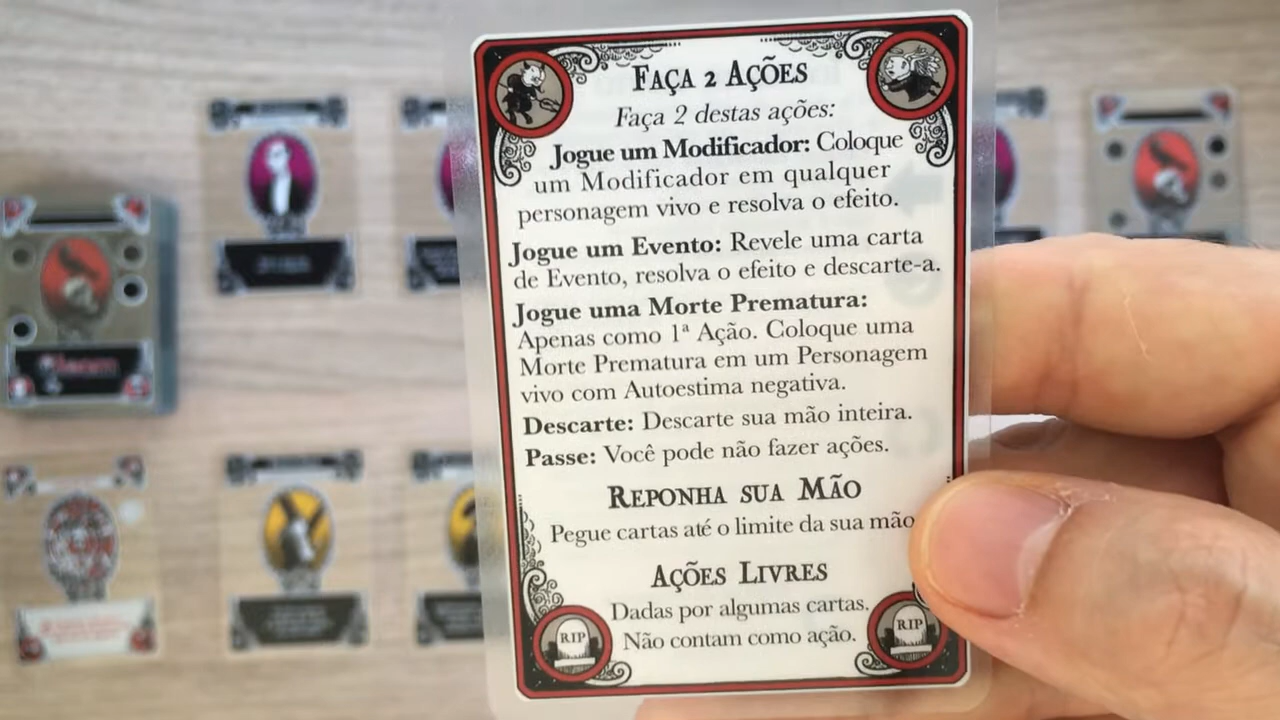 Faça 2 Ações
Faça 2 destas ações:
Jogue um Modificador: Coloque
um Modificador em qualquer
personagem vivo e resolva o efeito.
Jogue um Evento: Revele uma carta
de Evento, resolva o efeito e descarte-a.
Jogue uma Morte Prematura:
Apenas como 1ª Ação. Coloque uma
Morte Prematura em um Personagem
vivo com Autoestima negativa.
Descarte: Descarte sua mão inteira.
Passe: Você pode não fazer ações.
Reponha sua Mão
Pegue cartas até o limite da sua mão
Ações Livres
Dadas por algumas cartas.
Não contam como ação.
RIP
RIP
Gloom